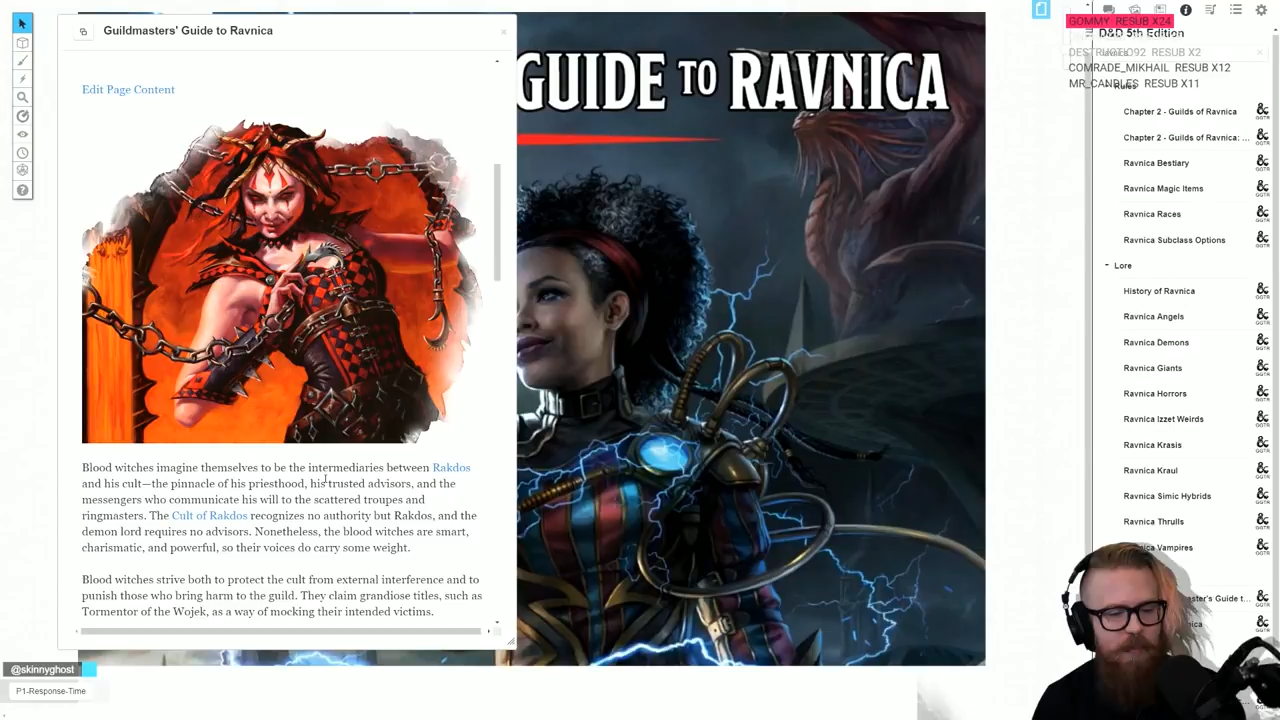 Guildmasters' Guide to Ravnica
Edit Page Content
GUIDE TO RAVNICA
Blood witches imagine themselves to be the intermediaries between Rakdos
and his cult—the pinnacle of his priesthood, his trusted advisors, and the
messengers who communicate his will to the scattered troupes and
ringmasters. The Cult of Rakdos recognizes no authority but Rakdos, and the
demon lord requires no advisors. Nonetheless, the blood witches are smart,
charismatic, and powerful, so their voices do carry some weight.
Blood witches strive both to protect the cult from external interference and to
punish those who bring harm to the guild. They claim grandiose titles, such as
Tormentor of the Wojek, as a way of mocking their intended victims.
@skinnyghost
P1-Response-Time
GOMMY RESUB X24
D&D 5th Edition
RESUB X2
COMRADE_MIKHAIL RESUB X12
MR_CANDLES RESUB X11
Rules
Chapter 2 - Guilds of Ravnica
Chapter 2 - Guilds of Ravnica: ...
Ravnica Bestiary
Ravnica Magic Items
Ravnica Races
Ravnica Subclass Options
Lore
History of Ravnica
Ravnica Angels
Ravnica Demons
Ravnica Giants
Ravnica Horrors
Ravnica Izzet Weirds
Ravnica Krasis
Ravnica Kraul
Ravnica Simic Hybrids
Ravnica Thrulls
Vampires
ster's Guide t...
nica